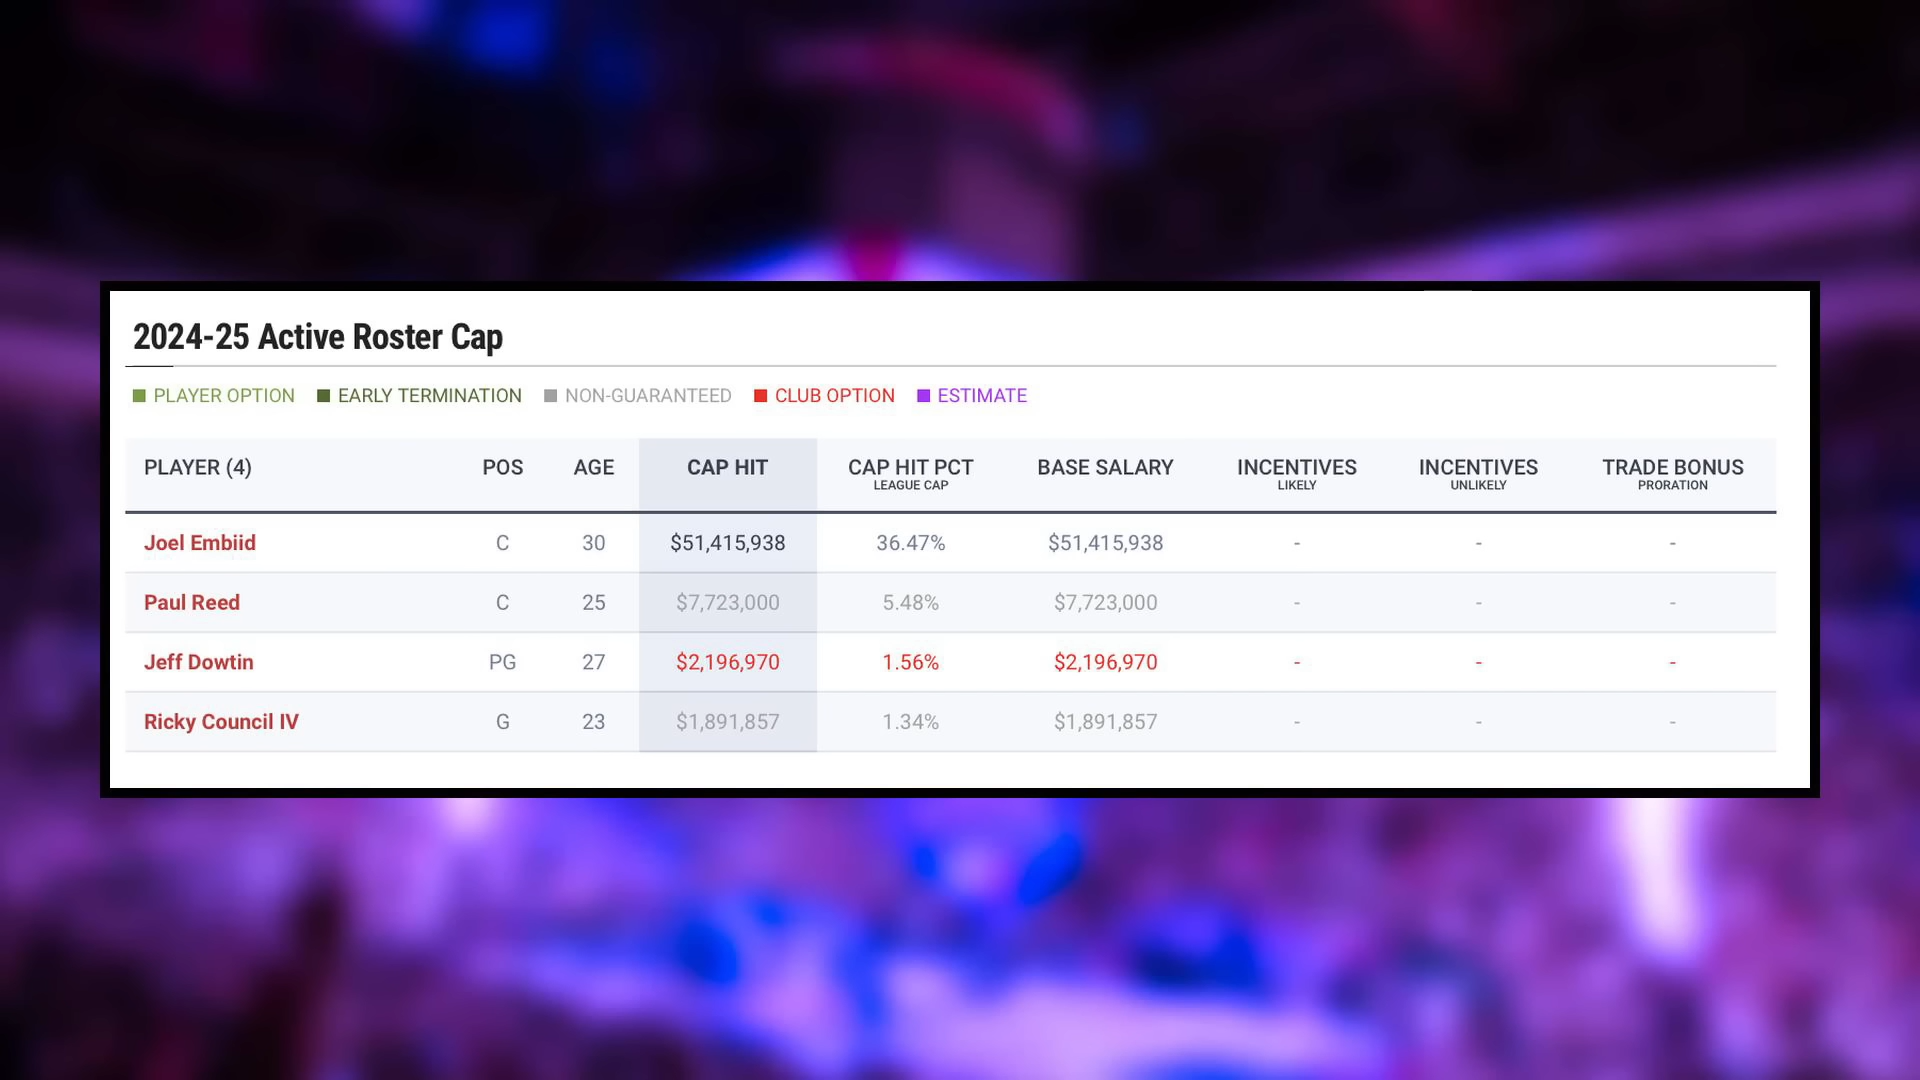 2024-25 Active Roster Cap
PLAYER OPTION EARLY TERMINATION NON-GUARANTEED CLUB OPTION ESTIMATE
PLAYER (4) POS AGE CAP HIT CAP HIT PCT BASE SALARY INCENTIVES INCENTIVES TRADE BONUS
LEAGUE CAP LIKELY UNLIKELY PRORATION
Joel Embiid C 30 $51,415,938 36.47% $51,415,938 - - -
Paul Reed C 25 $7,723,000 5.48% $7,723,000 - - -
Jeff Dowtin PG 27 $2,196,970 1.56% $2,196,970 - - -
Ricky Council IV G 23 $1,891,857 1.34% $1,891,857 - - -